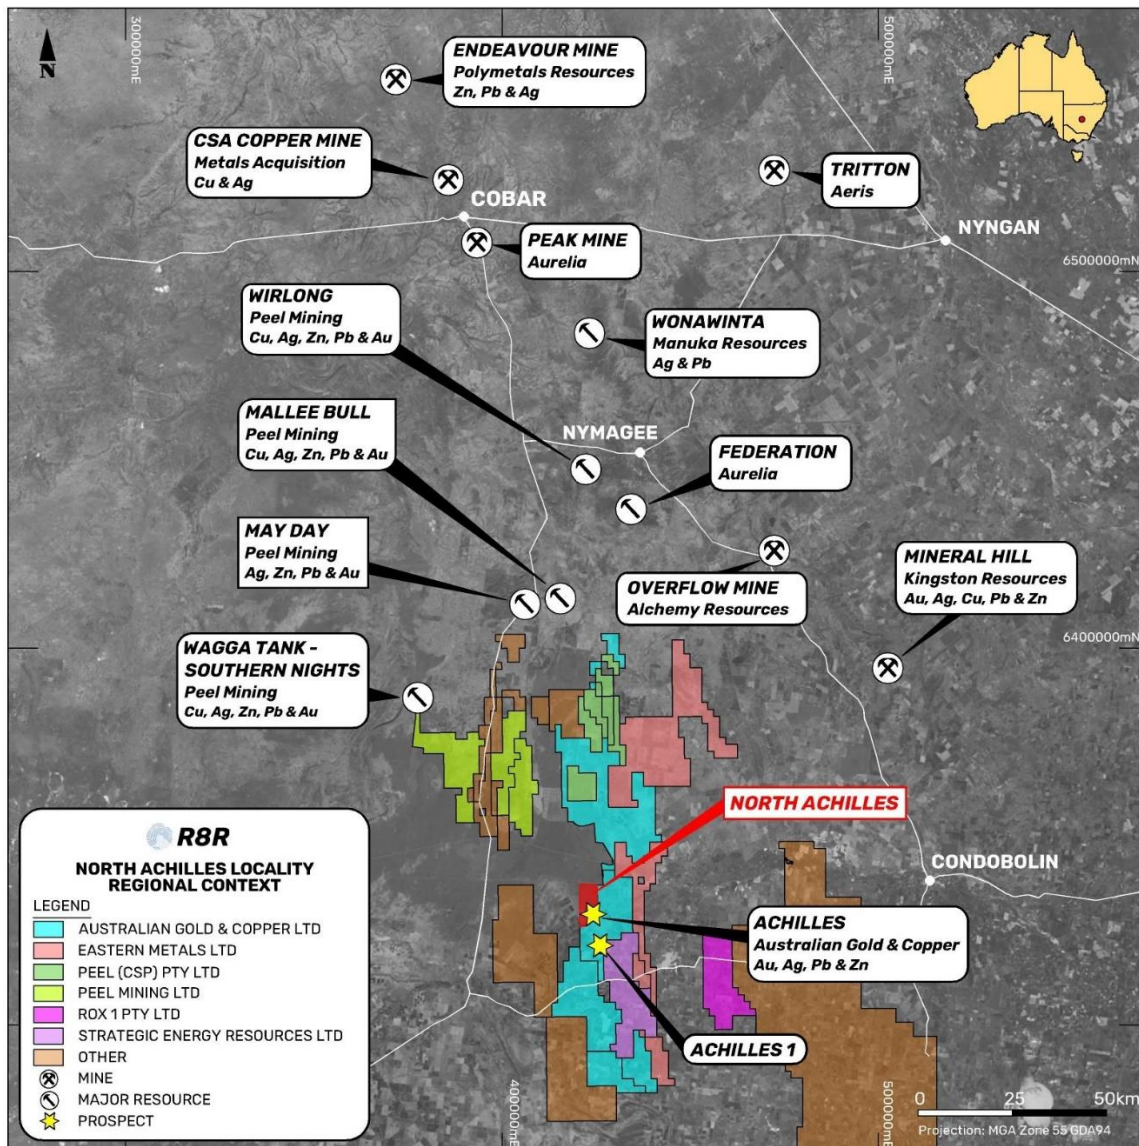 300000mE
500000mE
N
ENDEAVOUR MINE
Polymetals Resources
Zn, Pb & Ag
CSA COPPER MINE
Metals Acquisition
Cu & Ag
TRITTON
Aeris
COBAR
NYNGAN
PEAK MINE
Aurelia
6500000mN
WIRLONG
Peel Mining
Cu, Ag, Zn, Pb & Au
WONAWINTA
Manuka Resources
Ag & Pb
MALLEE BULL
Peel Mining
Cu, Ag, Zn, Pb & Au
NYMAGEE
FEDERATION
Aurelia
MAY DAY
Peel Mining
Ag, Zn, Pb & Au
OVERFLOW MINE
Alchemy Resources
MINERAL HILL
Kingston Resources
Au, Ag, Cu, Pb & Zn
6400000mN
WAGGA TANK -
SOUTHERN NIGHTS
Peel Mining
Cu, Ag, Zn, Pb & Au
NORTH ACHILLES
CONDOBOLIN
ACHILLES
Australian Gold & Copper
Au, Ag, Pb & Zn
ACHILLES 1
R8R
NORTH ACHILLES LOCALITY
REGIONAL CONTEXT
LEGEND
AUSTRALIAN GOLD & COPPER LTD
EASTERN METALS LTD
PEEL (CSP) PTY LTD
PEEL MINING LTD
ROX 1 PTY LTD
STRATEGIC ENERGY RESOURCES LTD
OTHER
MINE
MAJOR RESOURCE
PROSPECT
400000mE
500000mE
0 25 50km
Projection: MGA Zone 55 GDA94